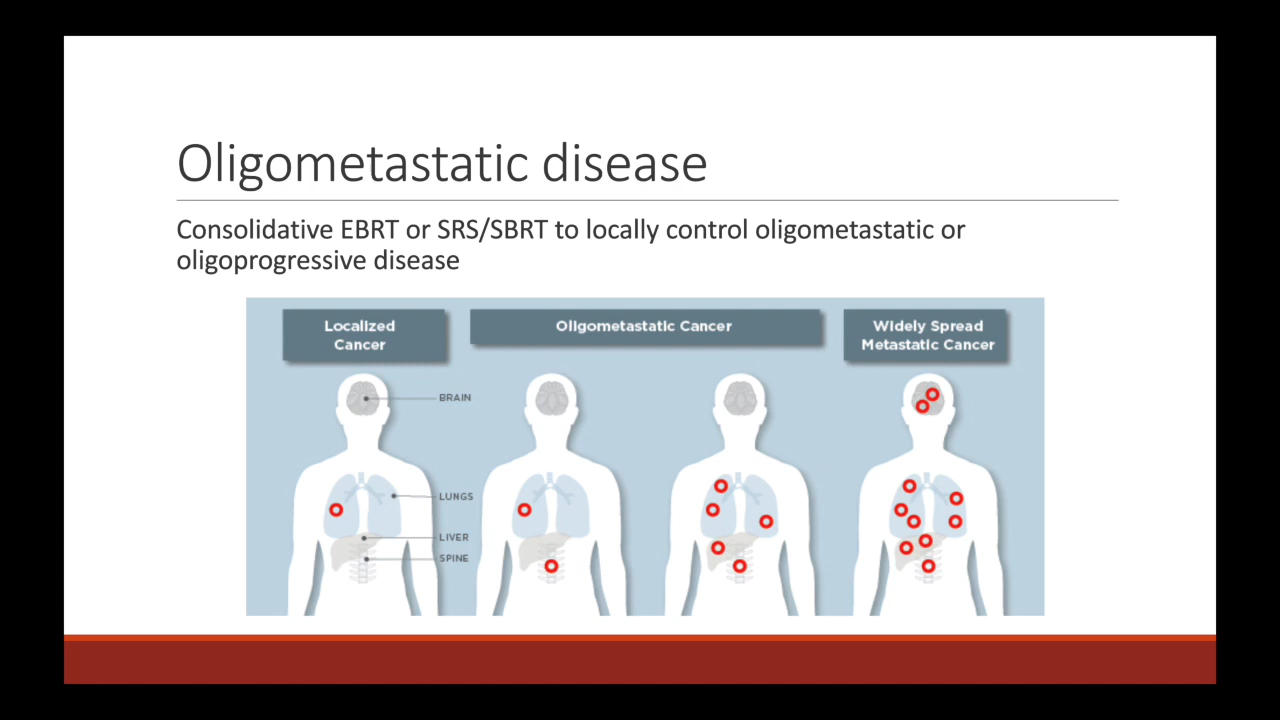 Oligometastatic disease
Consolidative EBRT or SRS/SBRT to locally control oligometastatic or
oligoprogressive disease
Localized
Cancer
Oligometastatic Cancer
Widely Spread
Metastatic Cancer
BRAIN
LUNGS
LIVER
SPINE